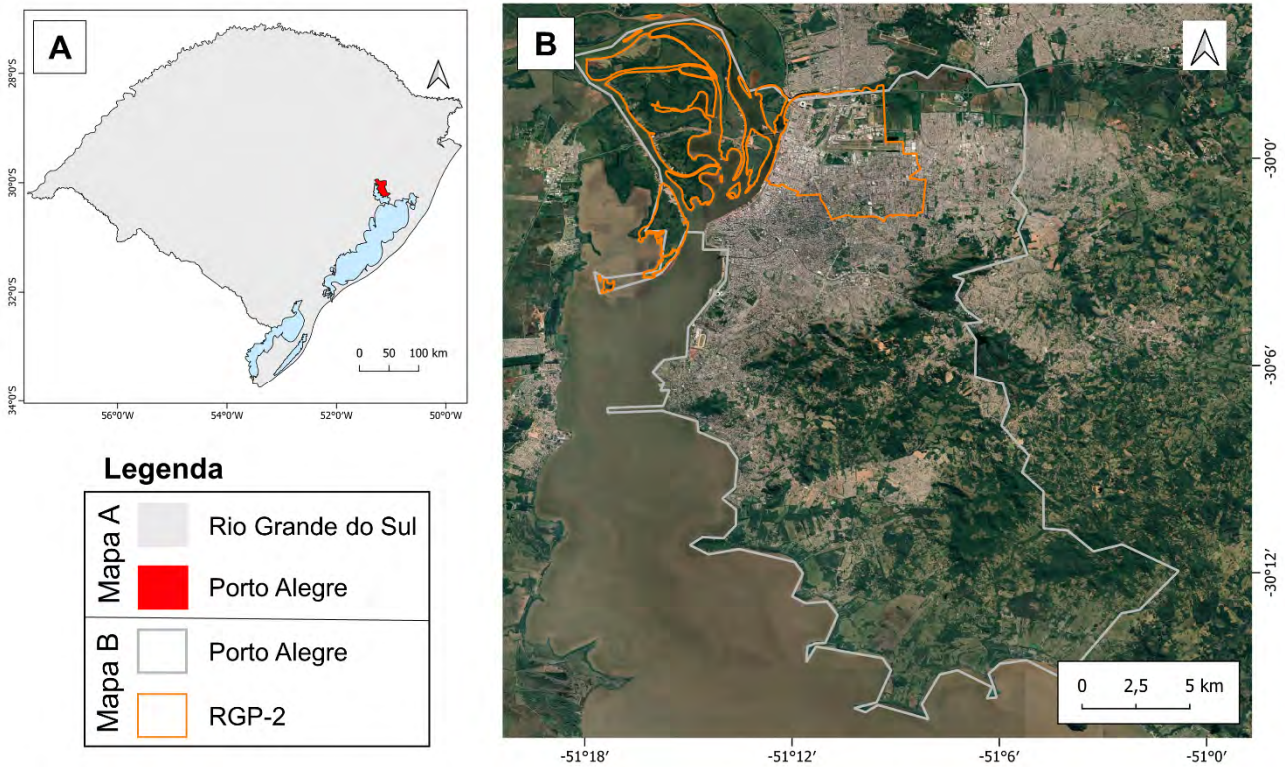 A
28°0'S
30°0'S
32°0'S
34°0'S
0 50 100 km
56°0'W 54°0'W 52°0'W 50°0'W
B
-30°0'
-30°6'
-30°12'
0 2,5 5 km
-51°18' -51°12' -51°6' -51°0'
Legenda
Mapa A
Rio Grande do Sul
Porto Alegre
Mapa B
Porto Alegre
RGP-2